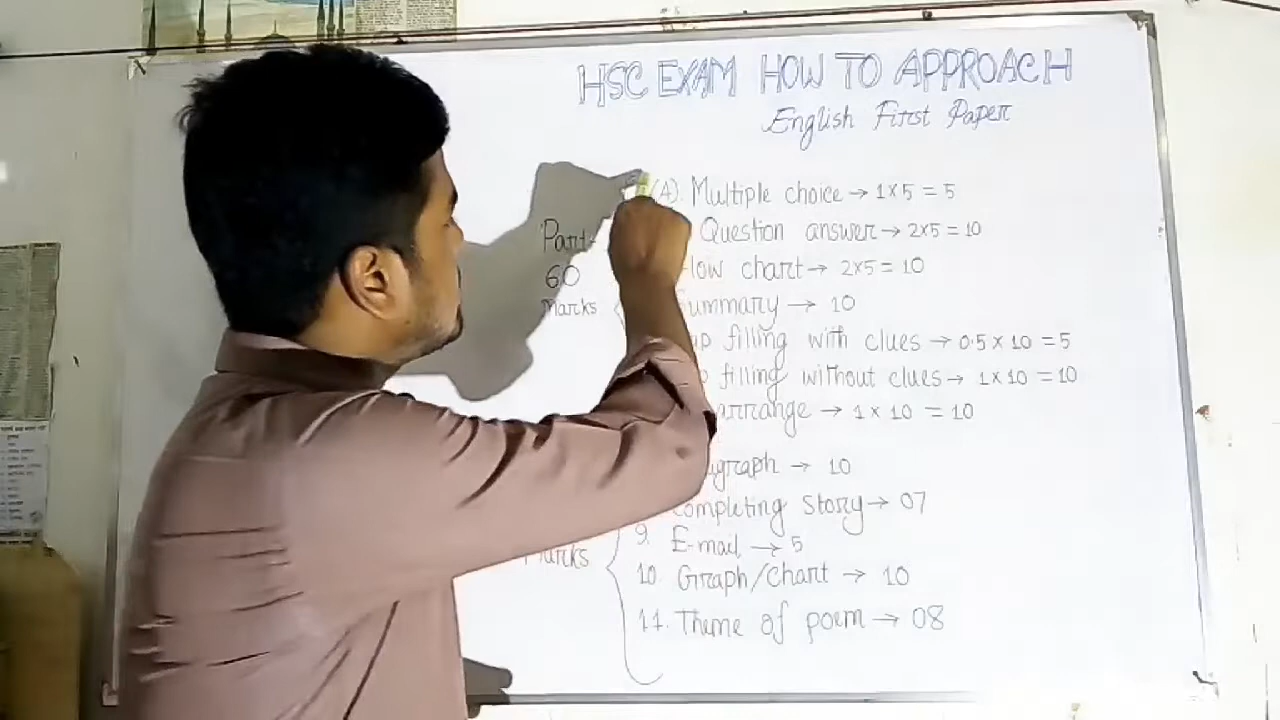 HSC EXAM HOW TO APPROACH
English First Paper
(A). Multiple choice → 1×5 = 5
Question answer → 2×5 = 10
Part-
60
Marks
low chart → 2×5 = 10
ummary → 10
filling with clues → 0.5 × 10 = 5
filling without clues → 1×10 = 10
arrange → 1 × 10 = 10
agraph → 10
completing Story → 07
Marks
9. E-mail → 5
10. Graph/Chart → 10
11. Theme of poem → 08